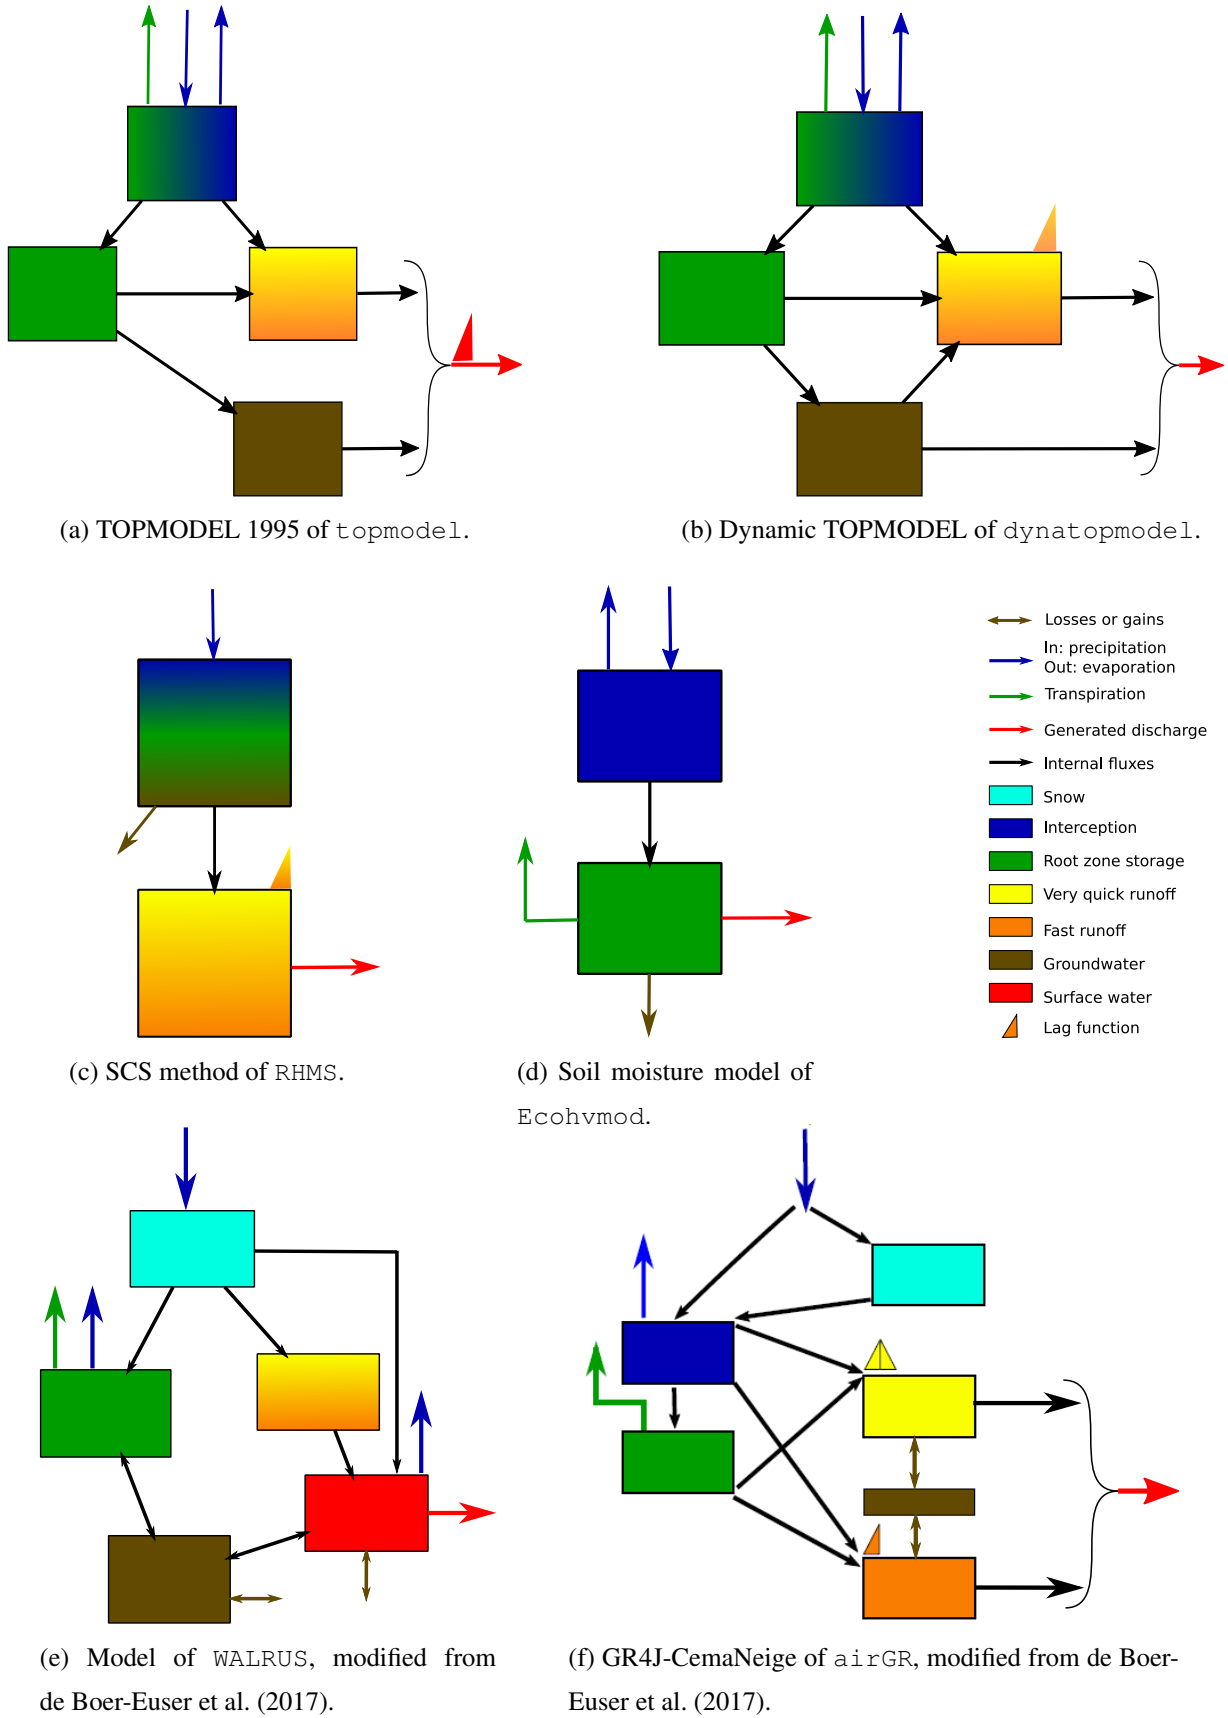 (a) TOPMODEL 1995 of topmodel.
(b) Dynamic TOPMODEL of dynatopmodel.
Losses or gains
In: precipitation
Out: evaporation
Transpiration
Generated discharge
Internal fluxes
Snow
Interception
Root zone storage
Very quick runoff
Fast runoff
Groundwater
Surface water
Lag function
(c) SCS method of RHMS.
(d) Soil moisture model of
Ecohvmod.
(e) Model of WALRUS, modified from
de Boer-Euser et al. (2017).
(f) GR4J-CemaNeige of airGR, modified from de Boer-
Euser et al. (2017).